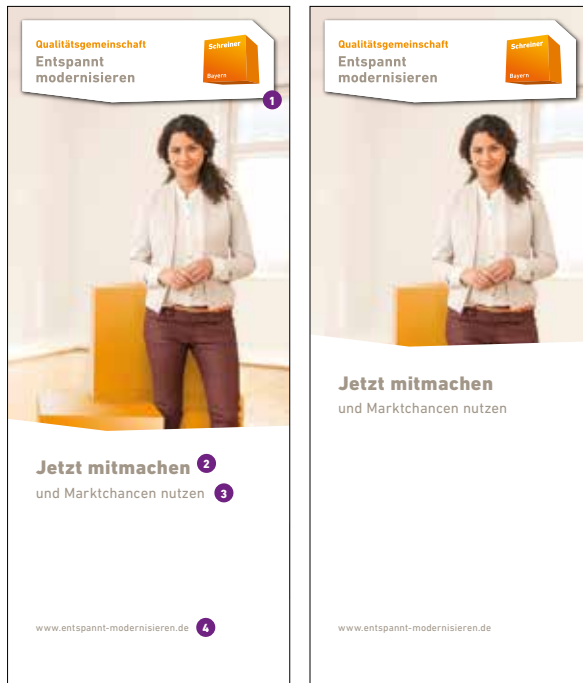 Qualitätsgemeinschaft
Entspannt
modernisieren
Schreiner
Bayern
1
Jetzt mitmachen 2
und Marktchancen nutzen 3
www.entspannt-modernisieren.de 4
Qualitätsgemeinschaft
Entspannt
modernisieren
Schreiner
Bayern
Jetzt mitmachen
und Marktchancen nutzen
www.entspannt-modernisieren.de